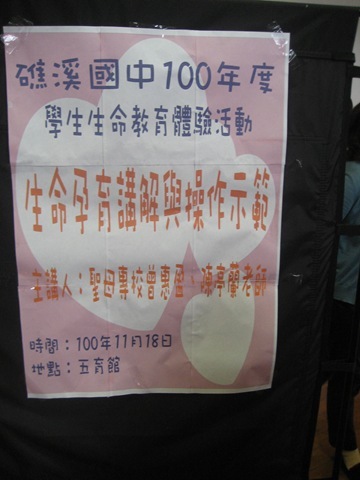 礁溪國中100年度
學生生命教育體驗活動
生命孕育講解與操作示範
主講人：聖母專校曾惠盈、陳亭蘭老師
時間：100年11月18日
地點：五育館